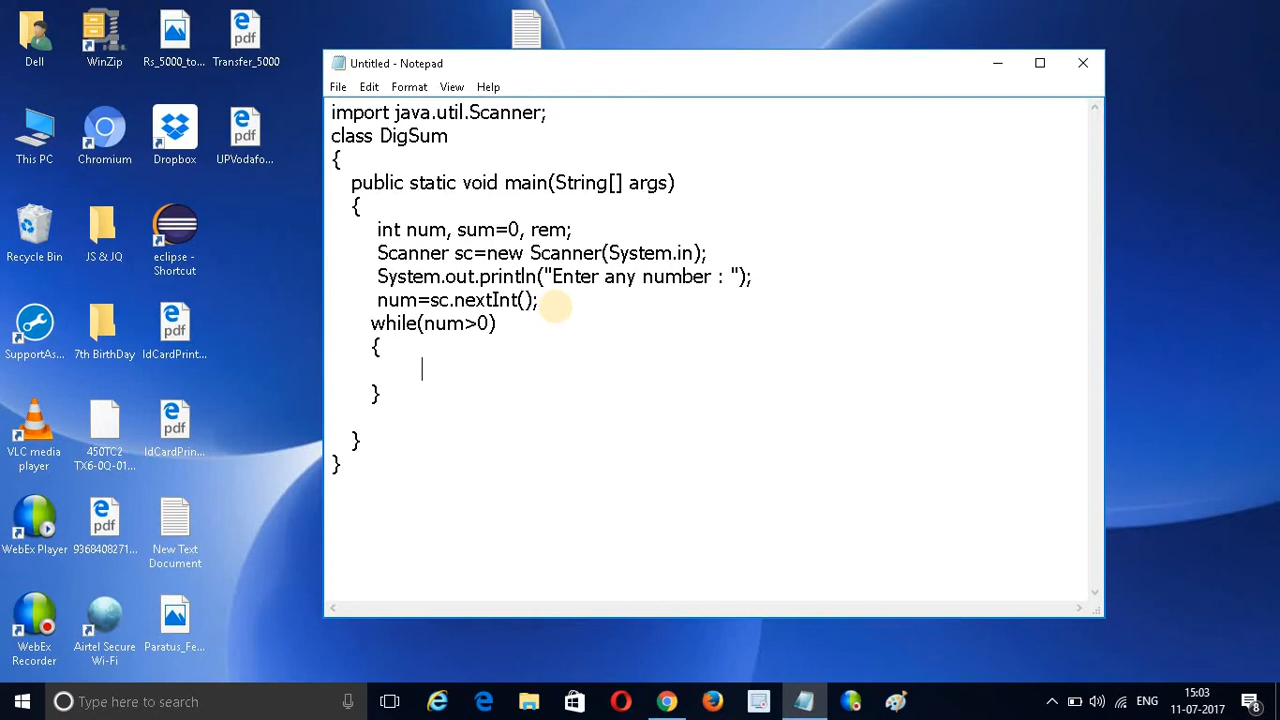 Dell
WinZip
Rs_5000_to...
Transfer_5000
This PC
Chromium
Dropbox
UPVodafo...
Recycle Bin
JS & JQ
eclipse -
Shortcut
SupportAs...
7th BirthDay
IdCardPrint...
VLC media
player
450TC2
TX6-0Q-01...
IdCardPrin...
WebEx Player
9368408271...
New Text
Document
WebEx
Recorder
Airtel Secure
Wi-Fi
Paratus_Fe...
Untitled - Notepad
File Edit Format View Help
import java.util.Scanner;
class DigSum
{
public static void main(String[] args)
{
int num, sum=0, rem;
Scanner sc=new Scanner(System.in);
System.out.println("Enter any number : ");
num=sc.nextInt();
while(num>0)
{
}
}
}
Type here to search
ENG
15:03
11-07-2017
8